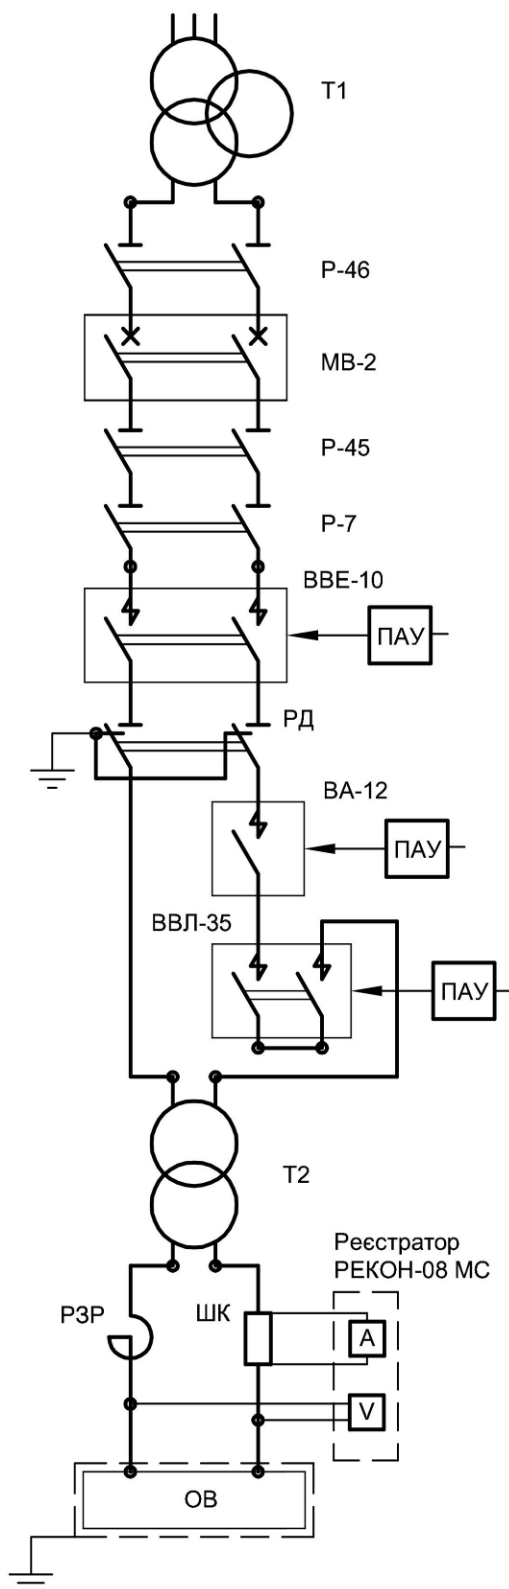 Т1
Р-46
МВ-2
Р-45
Р-7
ВВЕ-10
ПАУ
РД
ВА-12
ПАУ
ВВЛ-35
ПАУ
Т2
Реєстратор
РЕКОН-08 МС
РЗР
ШК
А
V
ОВ